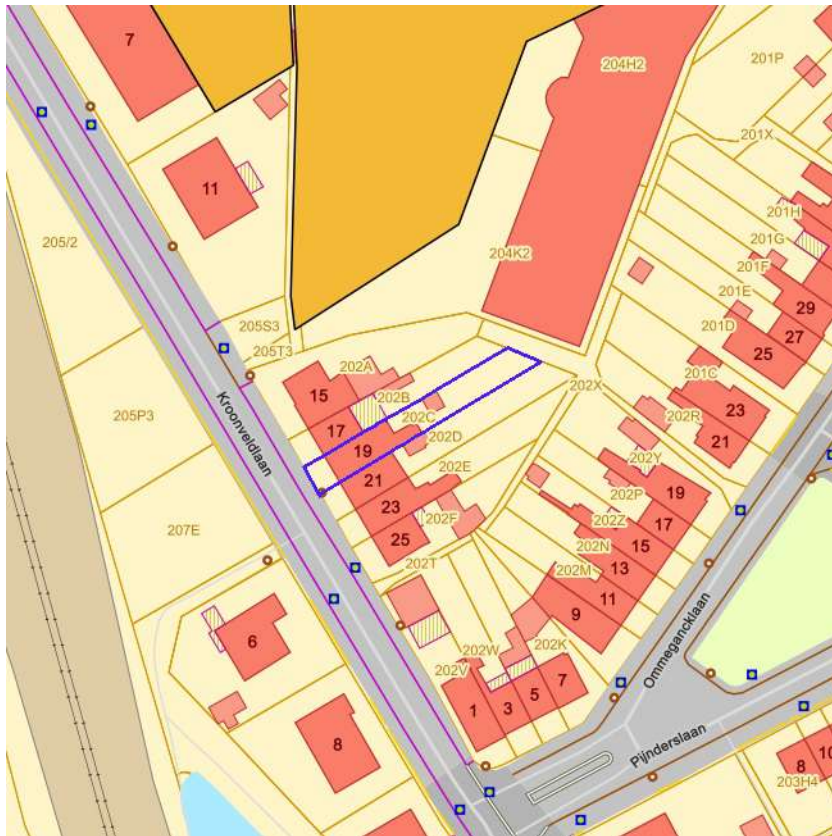 7
204H2
201P
201X
11
201H
205/2
201G
204K2
201F
201E
29
205S3
201D
27
205T3
25
202A
15
202X
201C
202B
Kroonveldlaan
205P3
17
202C
23
202R
19
202D
21
21
202E
202Y
23
202P
19
202F
202Z
17
207E
25
202N
15
202T
202M
13
11
9
6
202W
202K
202V
7
5
3
1
Ommegancklaan
8
Pijnderslaan
8
10
203H4